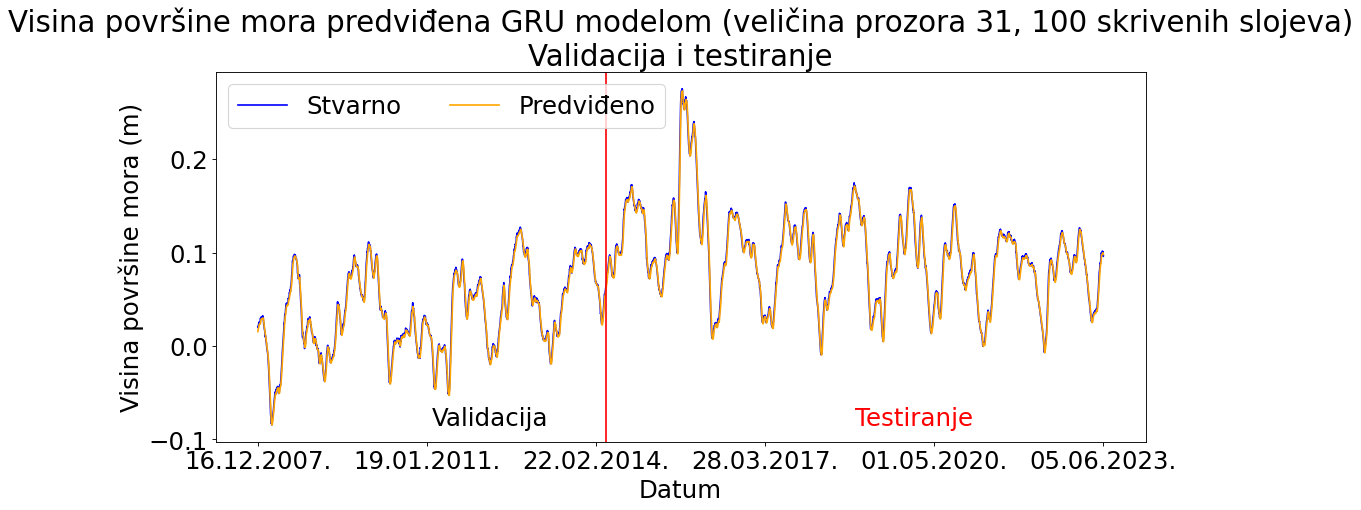 Visina površine mora predviđena GRU modelom (veličina prozora 31, 100 skrivenih slojeva)
Validacija i testiranje
Stvarno
Predviđeno
Visina površine mora (m)
0.2
0.1
0.0
−0.1
Validacija
Testiranje
16.12.2007.
19.01.2011.
22.02.2014.
28.03.2017.
01.05.2020.
05.06.2023.
Datum